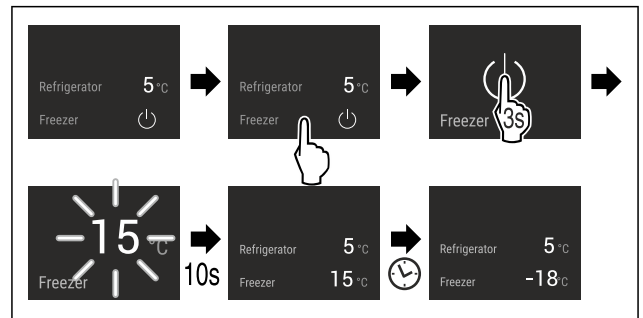 Refrigerator 5 °C
Freezer
Refrigerator 5 °C
Freezer
Freezer 3s
15 °C
Freezer
10s
Refrigerator 5 °C
Freezer 15 °C
Refrigerator 5 °C
Freezer -18°C